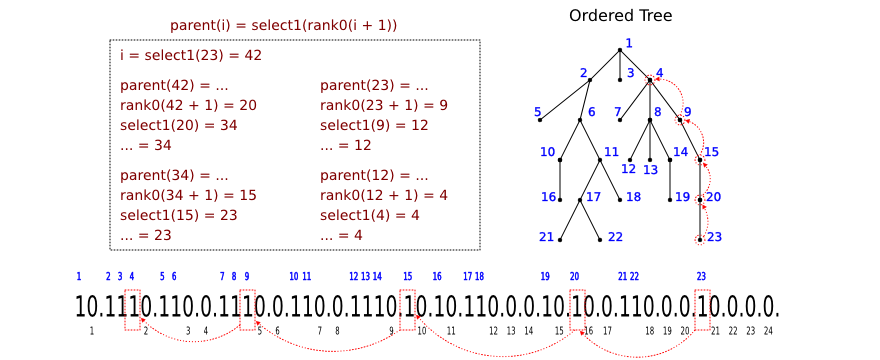 parent(i) = select1(rank0(i + 1))
i = select1(23) = 42
parent(42) = ...
rank0(42 + 1) = 20
select1(20) = 34
... = 34
parent(23) = ...
rank0(23 + 1) = 9
select1(9) = 12
... = 12
parent(34) = ...
rank0(34 + 1) = 15
select1(15) = 23
... = 23
parent(12) = ...
rank0(12 + 1) = 4
select1(4) = 4
... = 4
Ordered Tree
1
2 3 4
5 6 7 8 9
10 11 12 13 14 15
16 17 18 19 20
21 22 23
1 2 3 4 5 6 7 8 9 10 11 12 13 14 15 16 17 18 19 20 21 22 23
10.1110.110.0.1110.0.110.0.1110.10.10.110.0.0.10.10.0.110.0.0.10.0.0.0.
1 2 3 4 5 6 7 8 9 10 11 12 13 14 15 16 17 18 19 20 21 22 23 24